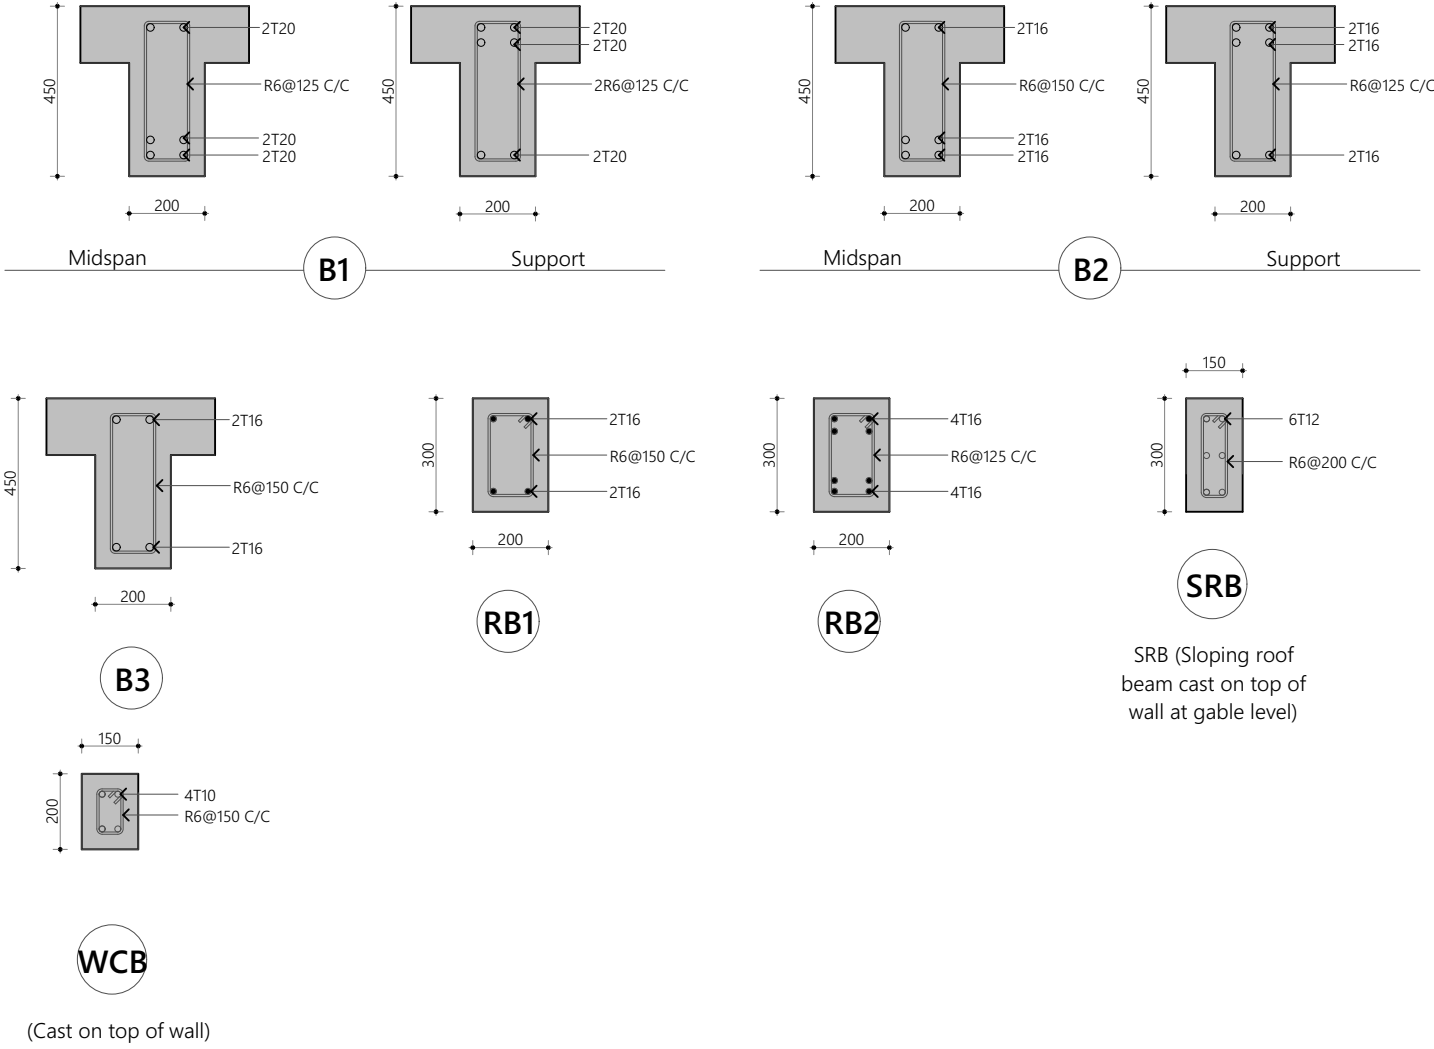 2T20
R6@125 C/C
2T20
2T20
450
200
Midspan
2T20
2T20
2R6@125 C/C
2T20
450
200
Support
B1
2T16
R6@150 C/C
2T16
2T16
450
200
Midspan
2T16
2T16
R6@125 C/C
2T16
450
200
Support
B2
2T16
R6@150 C/C
2T16
450
200
B3
2T16
R6@150 C/C
2T16
300
200
RB1
4T16
R6@125 C/C
4T16
300
200
RB2
150
6T12
R6@200 C/C
300
SRB
SRB (Sloping roof
beam cast on top of
wall at gable level)
150
4T10
R6@150 C/C
200
WCB
(Cast on top of wall)